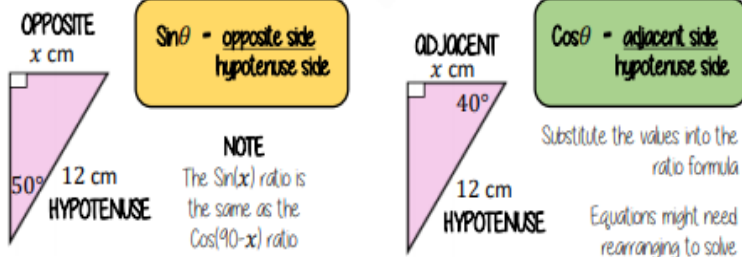 OPPOSITE
x cm
50°
12 cm
HYPOTENUSE
Sinθ = opposite side
hypotenuse side
NOTE
The Sin(x) ratio is
the same as the
Cos(90-x) ratio
ADJACENT
x cm
40°
12 cm
HYPOTENUSE
Cosθ = adjacent side
hypotenuse side
Substitute the values into the
ratio formula
Equations might need
rearranging to solve